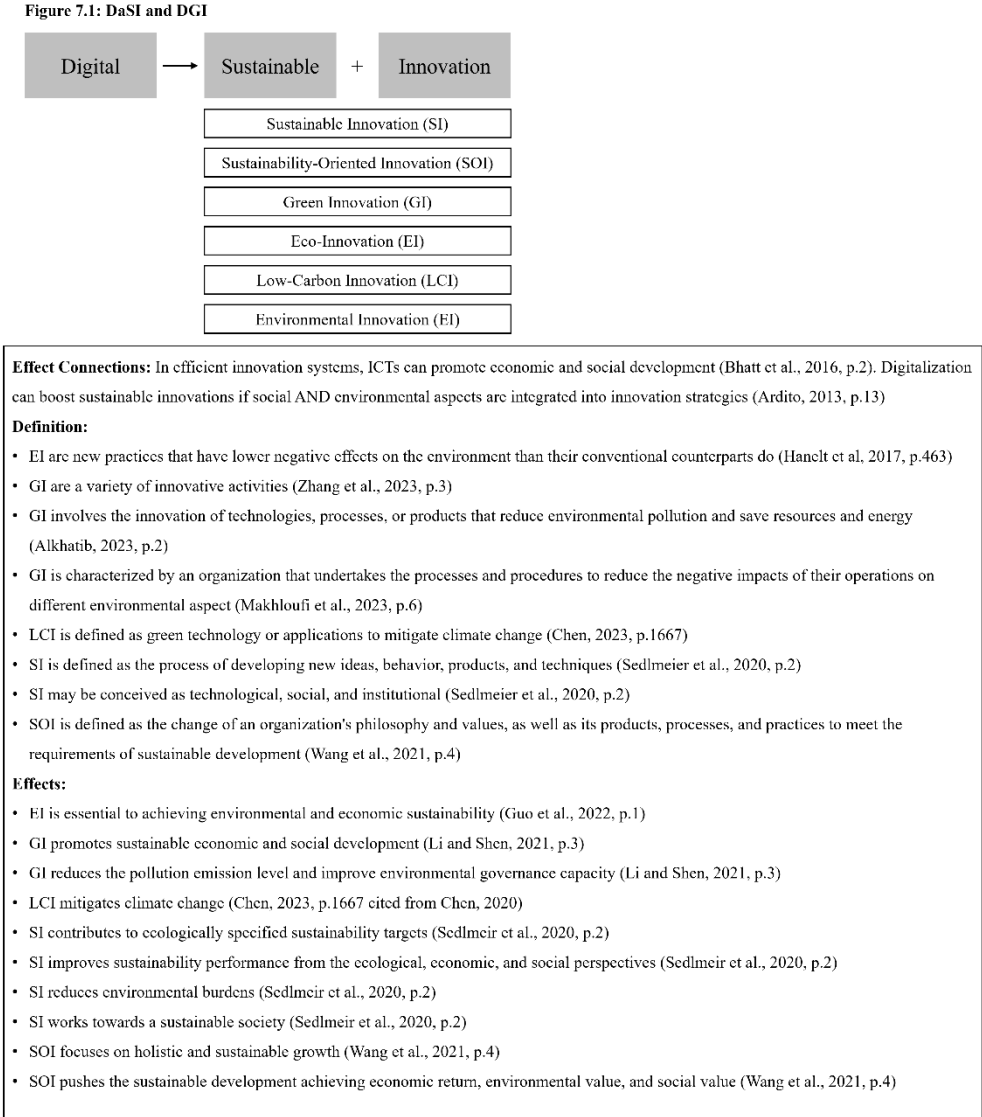 Figure 7.1: DaSI and DGI
Digital → Sustainable + Innovation
Sustainable Innovation (SI)
Sustainability-Oriented Innovation (SOI)
Green Innovation (GI)
Eco-Innovation (EI)
Low-Carbon Innovation (LCI)
Environmental Innovation (EI)
Effect Connections: In efficient innovation systems, ICTs can promote economic and social development (Bhatt et al., 2016, p.2). Digitalization
can boost sustainable innovations if social AND environmental aspects are integrated into innovation strategies (Ardito, 2013, p.13)
Definition:
• EI are new practices that have lower negative effects on the environment than their conventional counterparts do (Hanelt et al, 2017, p.463)
• GI are a variety of innovative activities (Zhang et al., 2023, p.3)
• GI involves the innovation of technologies, processes, or products that reduce environmental pollution and save resources and energy
(Alkhatib, 2023, p.2)
• GI is characterized by an organization that undertakes the processes and procedures to reduce the negative impacts of their operations on
different environmental aspect (Makhloufi et al., 2023, p.6)
• LCI is defined as green technology or applications to mitigate climate change (Chen, 2023, p.1667)
• SI is defined as the process of developing new ideas, behavior, products, and techniques (Sedlmeier et al., 2020, p.2)
• SI may be conceived as technological, social, and institutional (Sedlmeier et al., 2020, p.2)
• SOI is defined as the change of an organization's philosophy and values, as well as its products, processes, and practices to meet the
requirements of sustainable development (Wang et al., 2021, p.4)
Effects:
• EI is essential to achieving environmental and economic sustainability (Guo et al., 2022, p.1)
• GI promotes sustainable economic and social development (Li and Shen, 2021, p.3)
• GI reduces the pollution emission level and improve environmental governance capacity (Li and Shen, 2021, p.3)
• LCI mitigates climate change (Chen, 2023, p.1667 cited from Chen, 2020)
• SI contributes to ecologically specified sustainability targets (Sedlmeir et al., 2020, p.2)
• SI improves sustainability performance from the ecological, economic, and social perspectives (Sedlmeir et al., 2020, p.2)
• SI reduces environmental burdens (Sedlmeir et al., 2020, p.2)
• SI works towards a sustainable society (Sedlmeir et al., 2020, p.2)
• SOI focuses on holistic and sustainable growth (Wang et al., 2021, p.4)
• SOI pushes the sustainable development achieving economic return, environmental value, and social value (Wang et al., 2021, p.4)